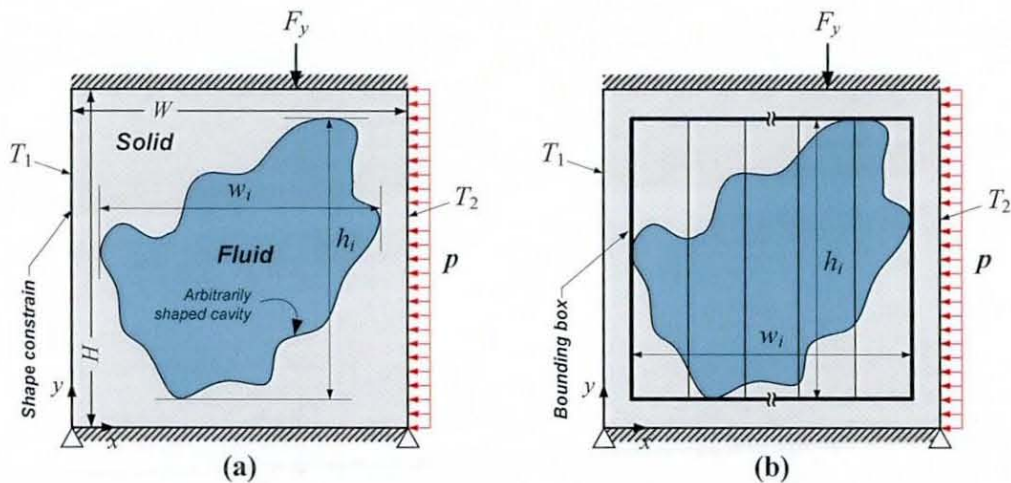 F_y
W
Solid
T_1
w_i
T_2
Fluid
h_i
p
Arbitrarily
shaped cavity
Shape constrain
H
y
x
(a)
F_y
T_1
T_2
h_i
p
Bounding box
w_i
y
x
(b)